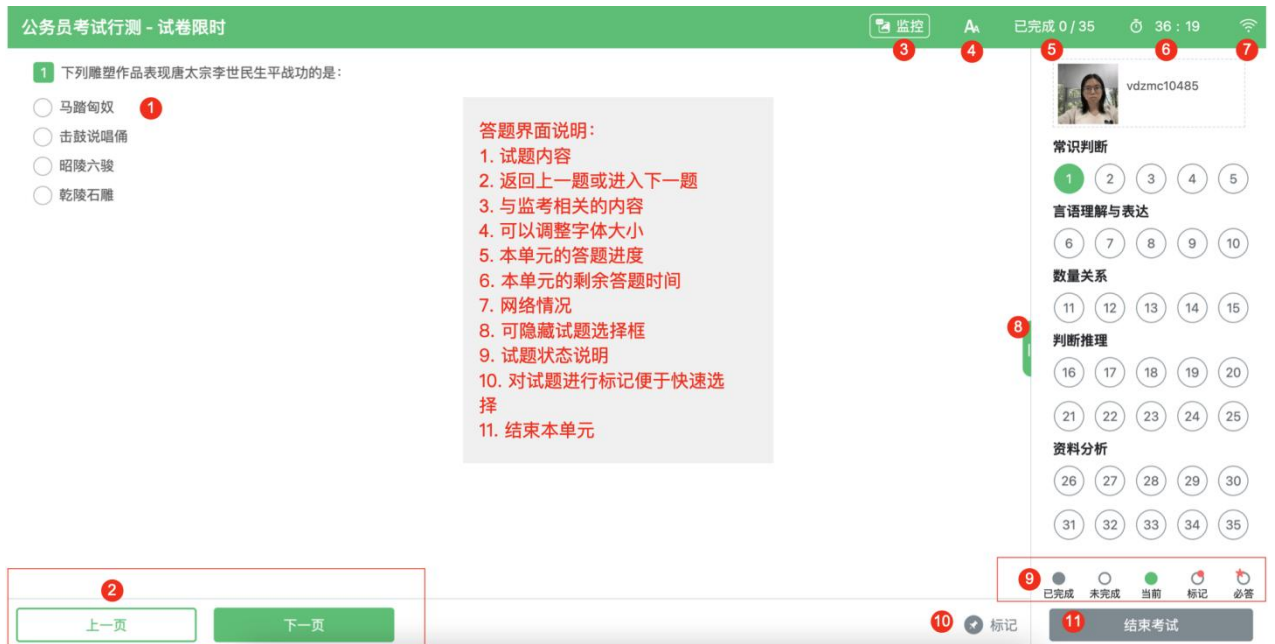 公务员考试行测 - 试卷限时
监控
AA
已完成 0 / 35
36 : 19
3
4
5
6
7
1 下列雕塑作品表现唐太宗李世民生平战功的是:
马踏匈奴
1
击鼓说唱俑
昭陵六骏
乾陵石雕
答题界面说明:
1. 试题内容
2. 返回上一题或进入下一题
3. 与监考相关的内容
4. 可以调整字体大小
5. 本单元的答题进度
6. 本单元的剩余答题时间
7. 网络情况
8. 可隐藏试题选择框
9. 试题状态说明
10. 对试题进行标记便于快速选
择
11. 结束本单元
vdzmc10485
常识判断
1 2 3 4 5
言语理解与表达
6 7 8 9 10
数量关系
11 12 13 14 15
8
判断推理
16 17 18 19 20
21 22 23 24 25
资料分析
26 27 28 29 30
31 32 33 34 35
9
已完成 未完成 当前 标记 必答
2
上一页
下一页
10
标记
11
结束考试